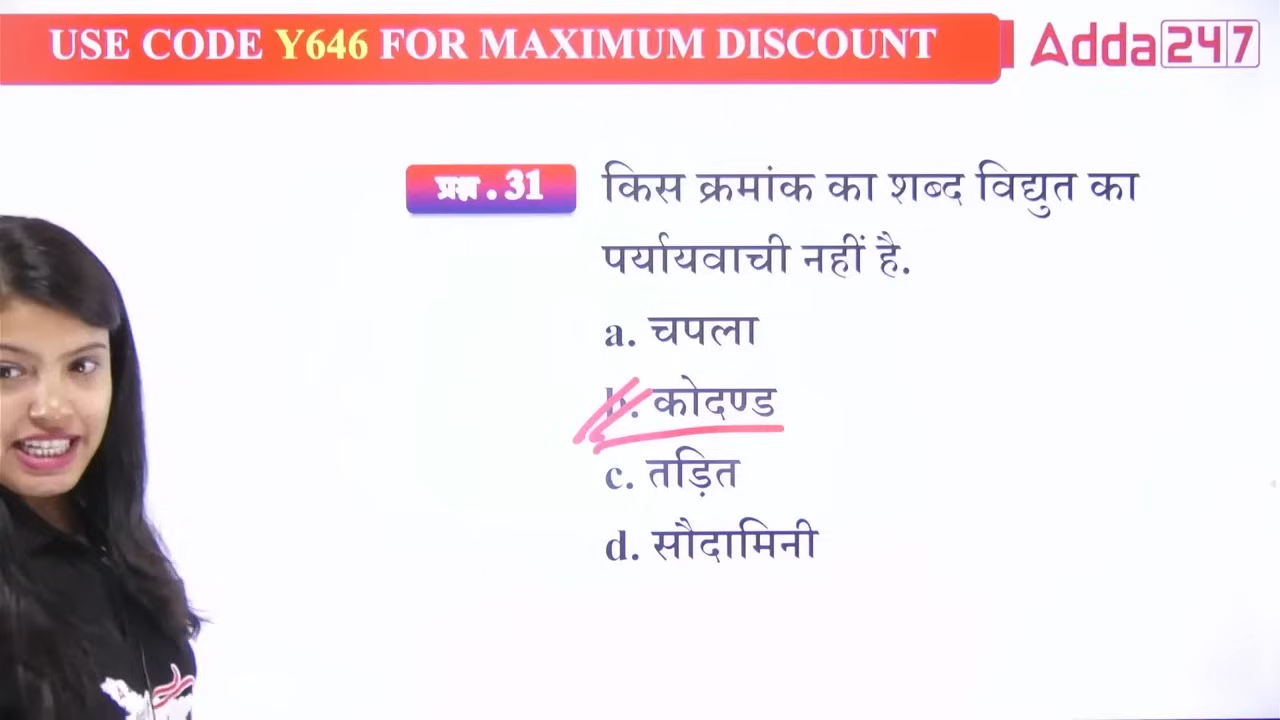 USE CODE Y646 FOR MAXIMUM DISCOUNT
Adda247
प्रश्न . 31
किस क्रमांक का शब्द विद्युत का
पर्यायवाची नहीं है.
a. चपला
b. कोदण्ड
c. तड़ित
d. सौदामिनी